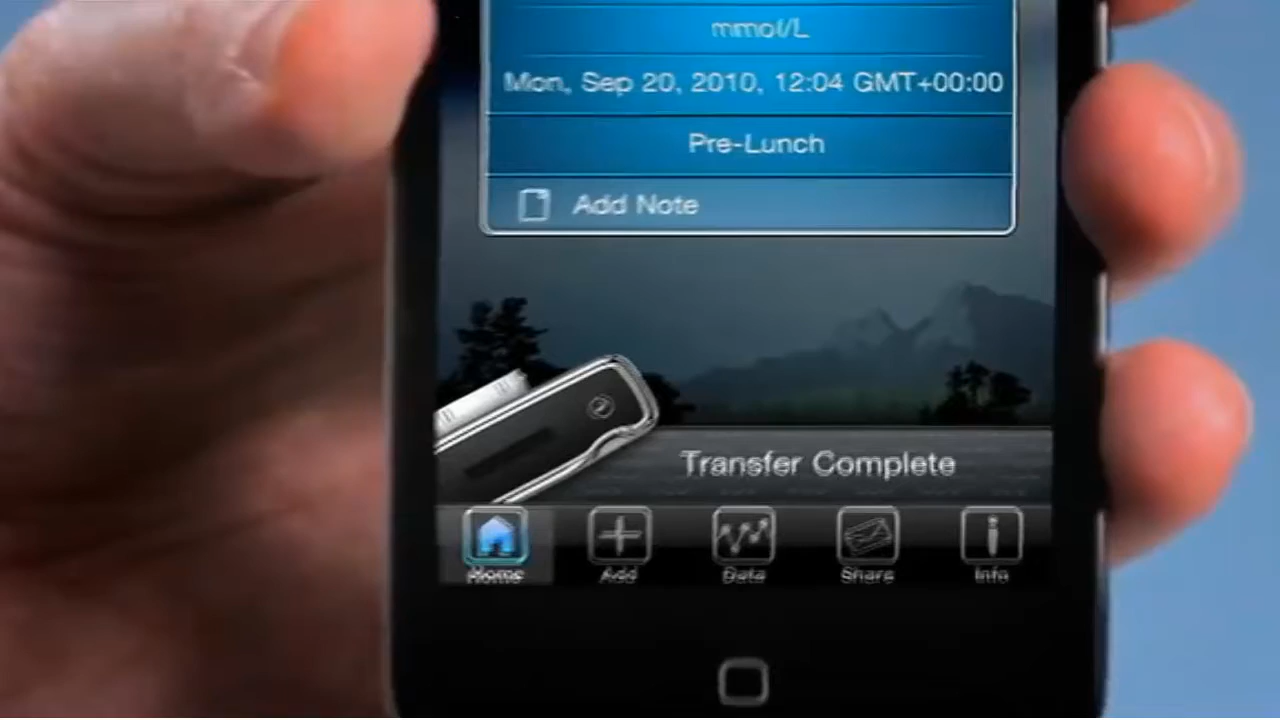 mmol/L
Mon, Sep 20, 2010, 12:04 GMT+00:00
Pre-Lunch
Add Note
Transfer Complete
Home
Add
Data
Share
Info